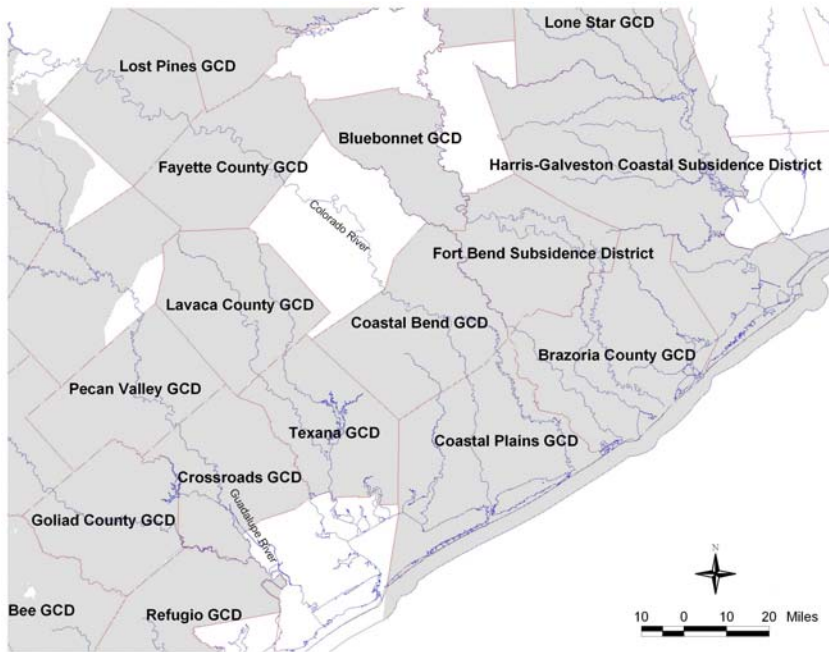 Lone Star GCD
Lost Pines GCD
Bluebonnet GCD
Fayette County GCD
Harris-Galveston Coastal Subsidence District
Colorado River
Fort Bend Subsidence District
Lavaca County GCD
Coastal Bend GCD
Brazoria County GCD
Pecan Valley GCD
Texana GCD
Coastal Plains GCD
Crossroads GCD
Guadalupe River
Goliad County GCD
Bee GCD
Refugio GCD
N
10 0 10 20 Miles